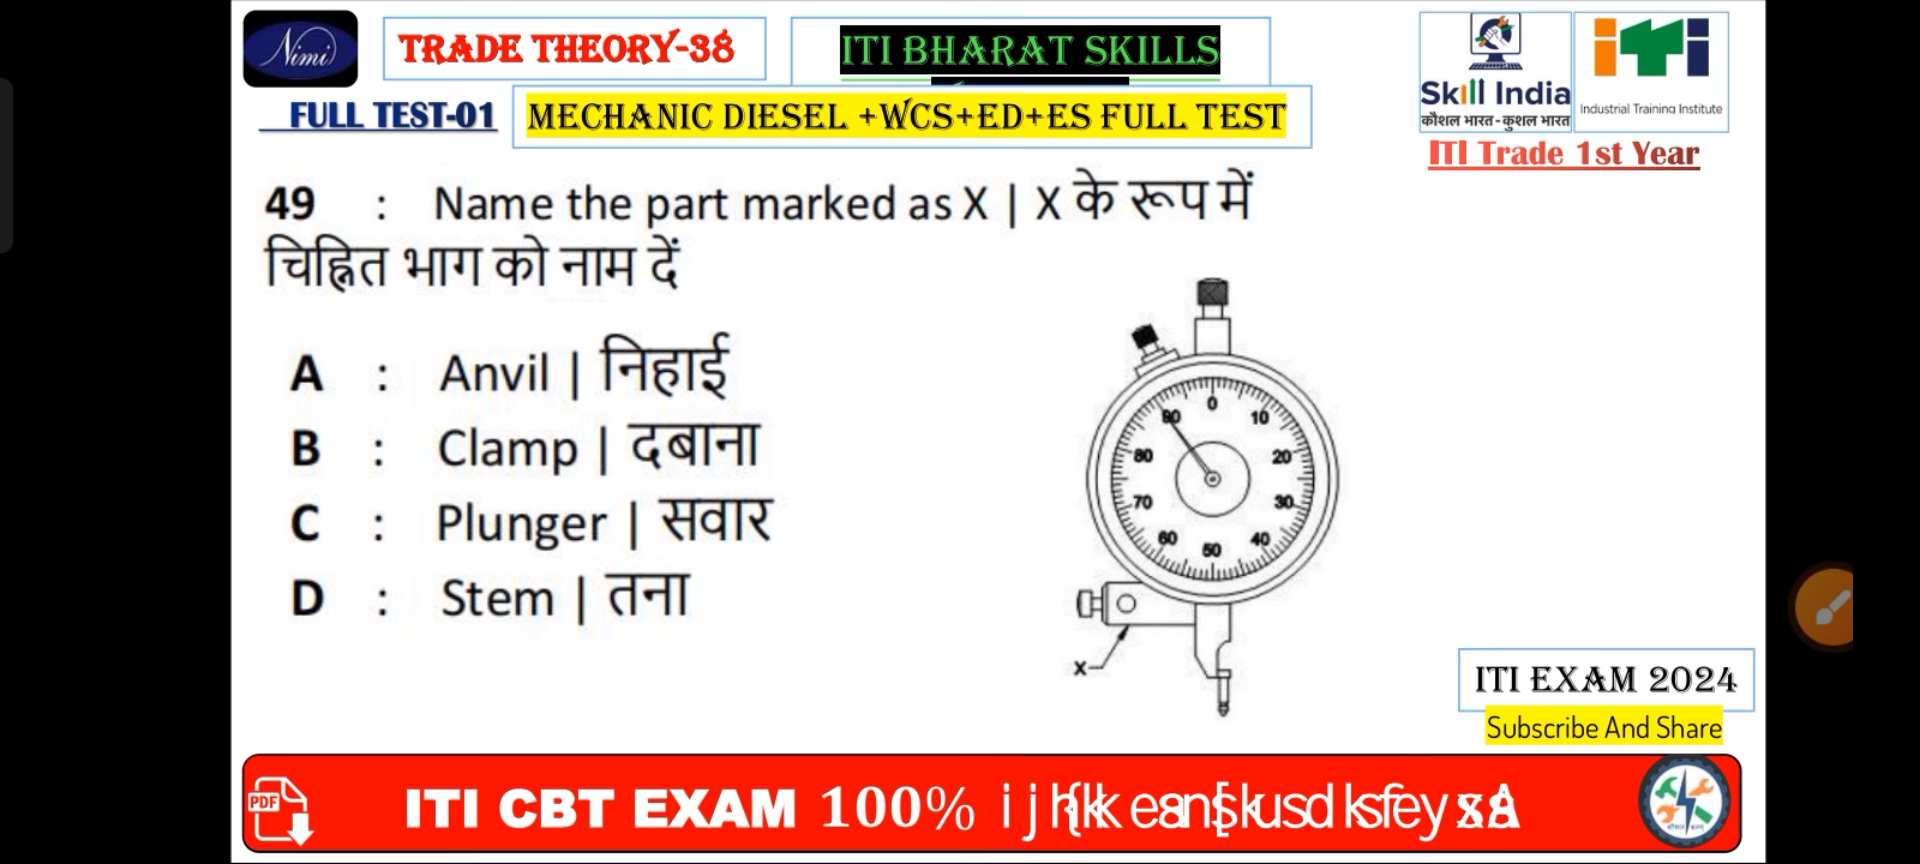 Nimi
TRADE THEORY-38
ITI BHARAT SKILLS
Skill India
कौशल भारत - कुशल भारत
iTi
Industrial Training Institute
FULL TEST-01
MECHANIC DIESEL +WCS+ED+ES FULL TEST
ITI Trade 1st Year
49 : Name the part marked as X | X के रूप में
चिह्नित भाग को नाम दें
A : Anvil | निहाई
B : Clamp | दबाना
C : Plunger | सवार
D : Stem | तना
0
10
20
30
40
50
60
70
80
90
X
ITI EXAM 2024
Subscribe And Share
PDF
ITI CBT EXAM 100%